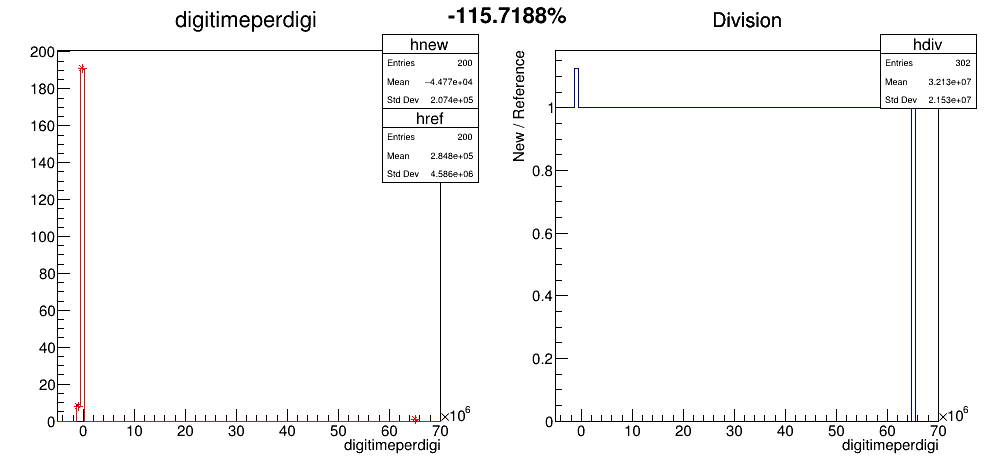 -115.7188%
digitimeperdigi
hnew
Entries 200
Mean −4.477e+04
Std Dev 2.074e+05
href
Entries 200
Mean 2.848e+05
Std Dev 4.586e+06
200
180
160
140
120
100
80
60
40
20
0
0 10 20 30 40 50 60 70
×10⁶
digitimeperdigi
Division
hdiv
Entries 302
Mean 3.213e+07
Std Dev 2.153e+07
New / Reference
1
0.8
0.6
0.4
0.2
0
0 10 20 30 40 50 60 70
×10⁶
digitimeperdigi